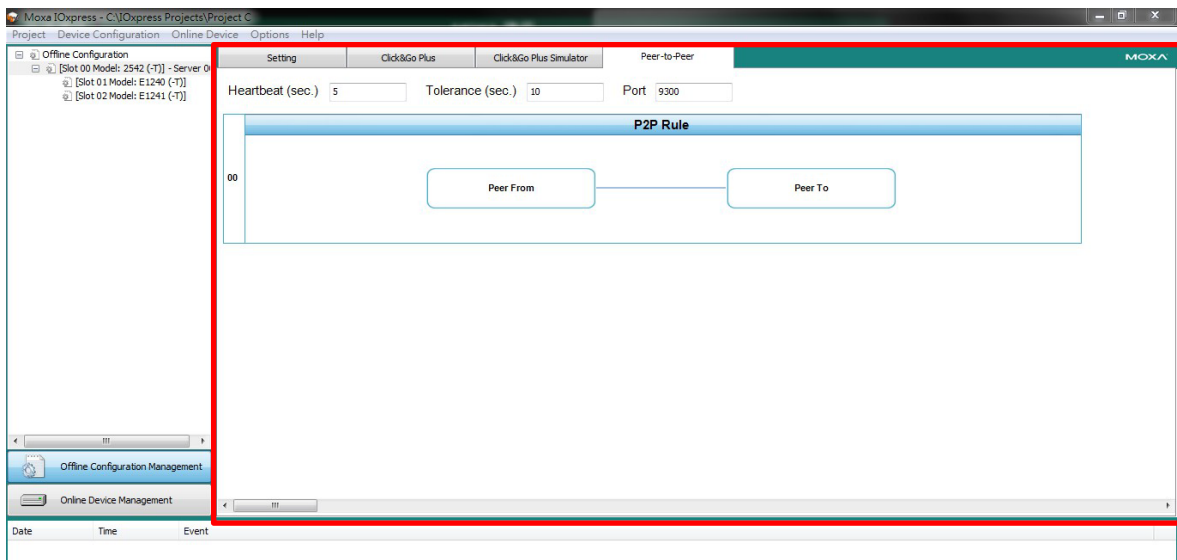 Moxa IOxpress - C:\IOxpress Projects\Project C
Project Device Configuration Online Device Options Help
Offline Configuration
[Slot 00 Model: 2542 (-T)] - Server 0
[Slot 01 Model: E1240 (-T)]
[Slot 02 Model: E1241 (-T)]
Setting Click&Go Plus Click&Go Plus Simulator Peer-to-Peer MOXA
Heartbeat (sec.) 5 Tolerance (sec.) 10 Port 9300
P2P Rule
00 Peer From Peer To
Offline Configuration Management
Online Device Management
Date Time Event